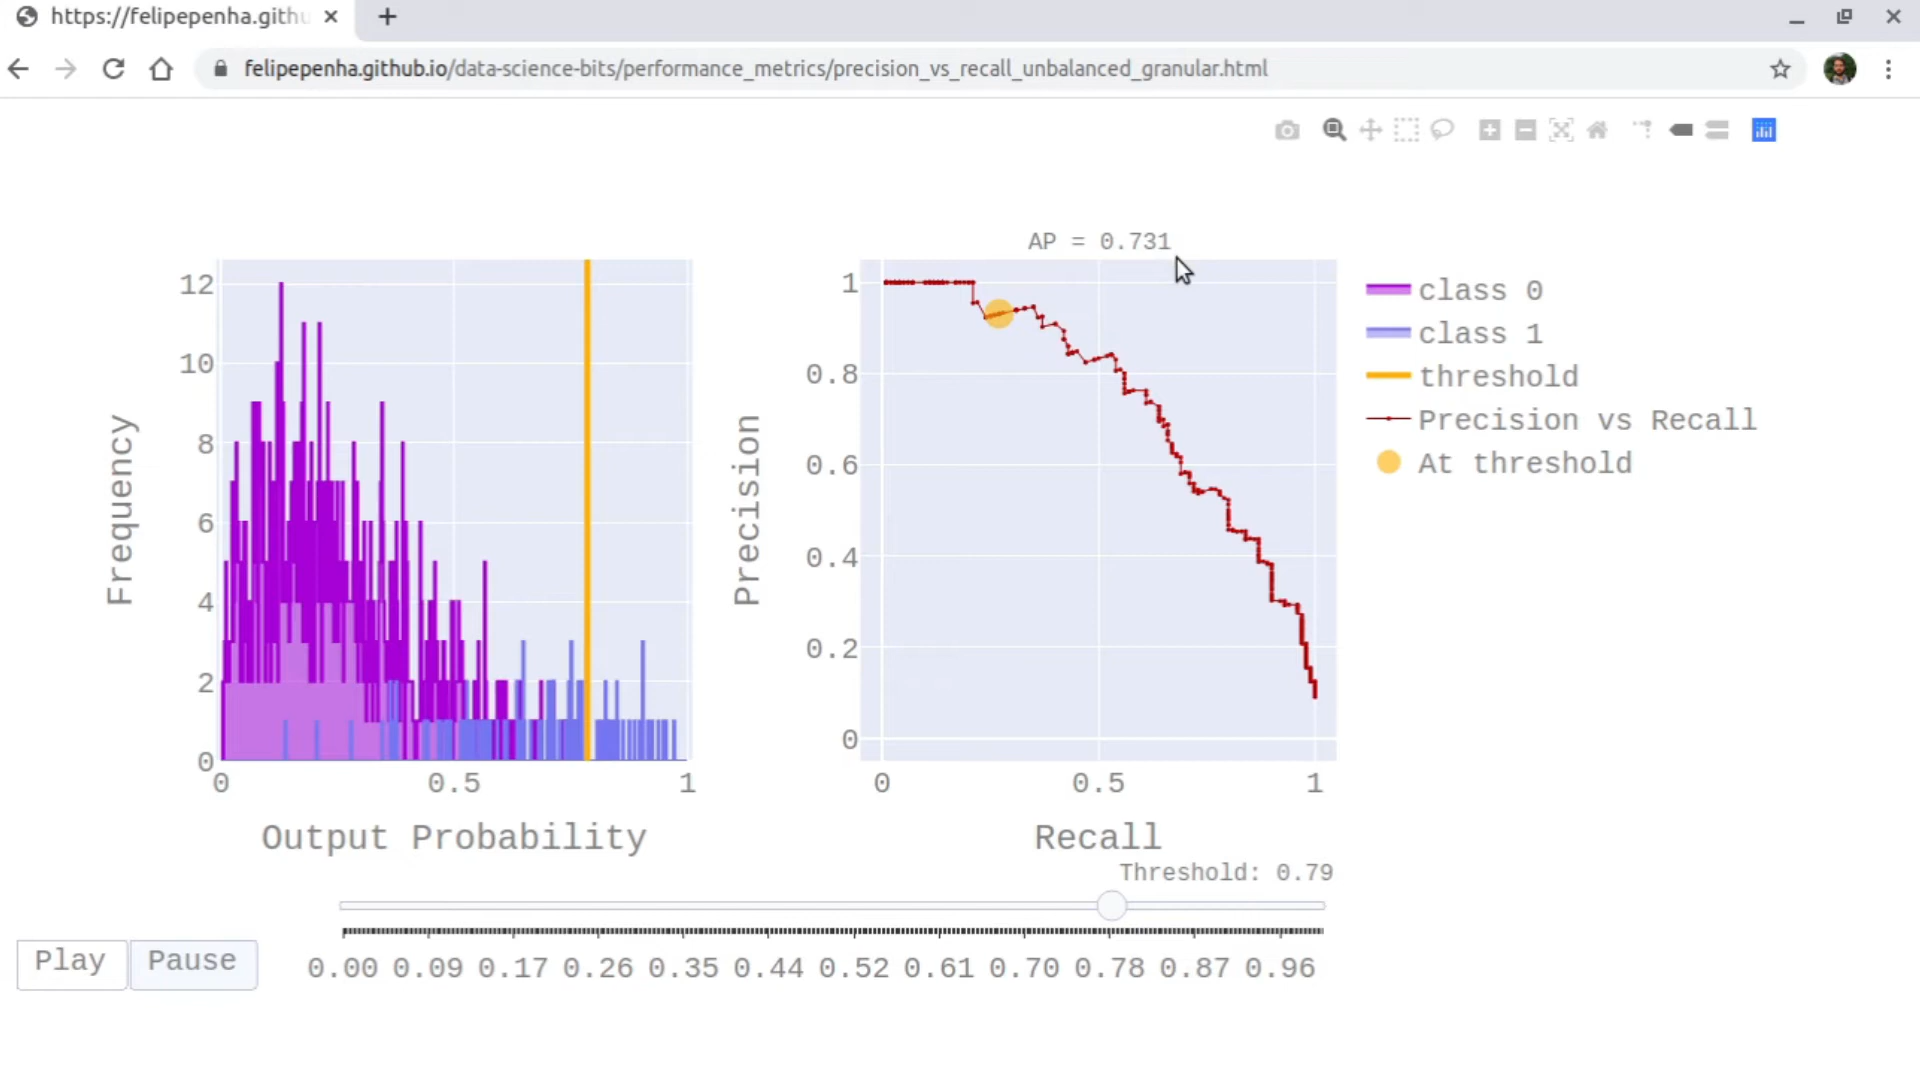 https://felipepenha.githu
felipepenha.github.io/data-science-bits/performance_metrics/precision_vs_recall_unbalanced_granular.html
AP = 0.731
12
10
8
6
4
2
0
Frequency
0 0.5 1
Output Probability
1
0.8
0.6
0.4
0.2
0
Precision
0 0.5 1
Recall
class 0
class 1
threshold
Precision vs Recall
At threshold
Threshold: 0.79
Play Pause
0.00 0.09 0.17 0.26 0.35 0.44 0.52 0.61 0.70 0.78 0.87 0.96